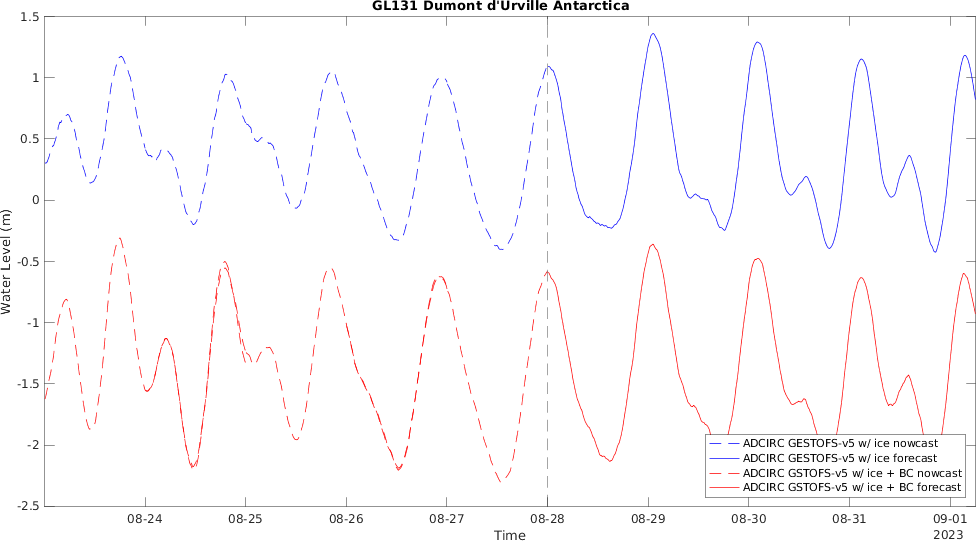 GL131 Dumont d'Urville Antarctica
1.5
1
0.5
0
-0.5
-1
-1.5
-2
-2.5
Water Level (m)
ADCIRC GESTOFS-v5 w/ ice nowcast
ADCIRC GESTOFS-v5 w/ ice forecast
ADCIRC GSTOFS-v5 w/ ice + BC nowcast
ADCIRC GSTOFS-v5 w/ ice + BC forecast
08-24 08-25 08-26 08-27 08-28 08-29 08-30 08-31 09-01
2023
Time